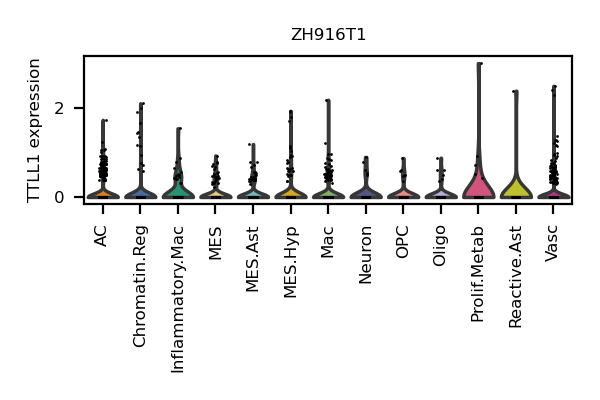 ZH916T1
TTLL1 expression
2
0
AC
Chromatin.Reg
Inflammatory.Mac
MES
MES.Ast
MES.Hyp
Mac
Neuron
OPC
Oligo
Prolif.Metab
Reactive.Ast
Vasc